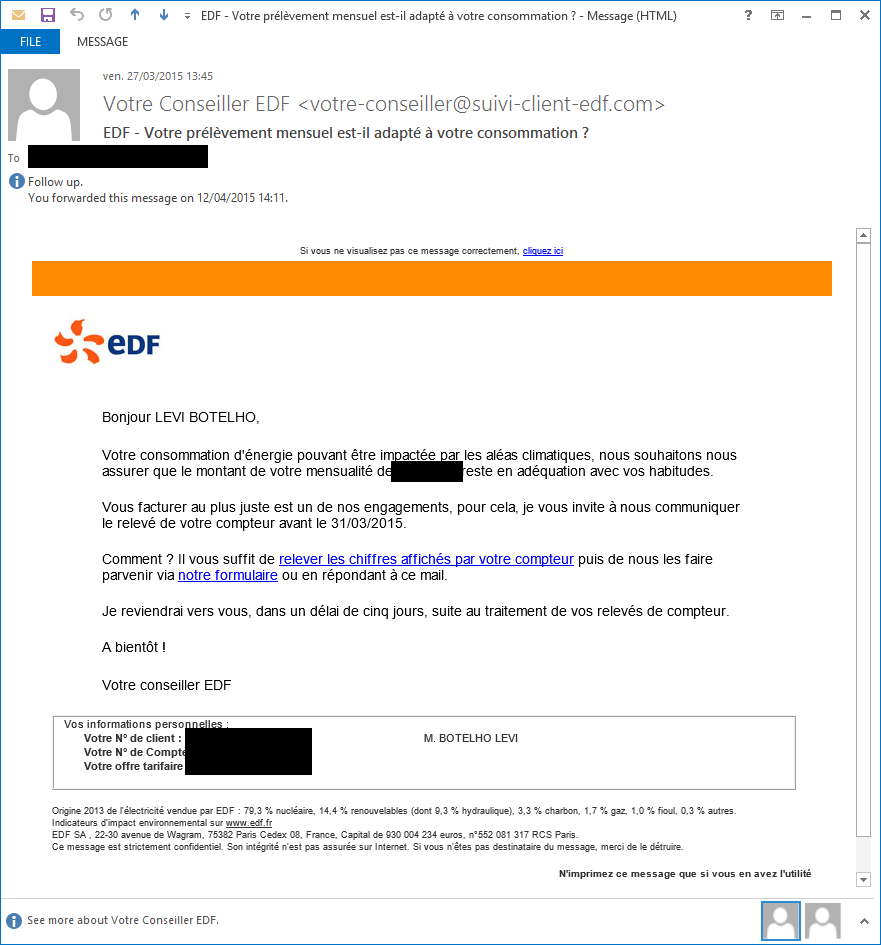 EDF - Votre prélèvement mensuel est-il adapté à votre consommation ? - Message (HTML)
FILE MESSAGE
ven. 27/03/2015 13:45
Votre Conseiller EDF <votre-conseiller@suivi-client-edf.com>
EDF - Votre prélèvement mensuel est-il adapté à votre consommation ?
To
Follow up.
You forwarded this message on 12/04/2015 14:11.
Si vous ne visualisez pas ce message correctement, cliquez ici
eDF
Bonjour LEVI BOTELHO,
Votre consommation d'énergie pouvant être impactée par les aléas climatiques, nous souhaitons nous
assurer que le montant de votre mensualité de reste en adéquation avec vos habitudes.
Vous facturer au plus juste est un de nos engagements, pour cela, je vous invite à nous communiquer
le relevé de votre compteur avant le 31/03/2015.
Comment ? Il vous suffit de relever les chiffres affichés par votre compteur puis de nous les faire
parvenir via notre formulaire ou en répondant à ce mail.
Je reviendrai vers vous, dans un délai de cinq jours, suite au traitement de vos relevés de compteur.
A bientôt !
Votre conseiller EDF
Vos informations personnelles :
Votre N° de client : M. BOTELHO LEVI
Votre N° de Compte
Votre offre tarifaire
Origine 2013 de l'électricité vendue par EDF : 79,3 % nucléaire, 14,4 % renouvelables (dont 9,3 % hydraulique), 3,3 % charbon, 1,7 % gaz, 1,0 % fioul, 0,3 % autres.
Indicateurs d'impact environnemental sur www.edf.fr
EDF SA , 22-30 avenue de Wagram, 75382 Paris Cedex 08, France, Capital de 930 004 234 euros, n°552 081 317 RCS Paris.
Ce message est strictement confidentiel. Son intégrité n'est pas assurée sur Internet. Si vous n'êtes pas destinataire du message, merci de le détruire.
N'imprimez ce message que si vous en avez l'utilité
See more about Votre Conseiller EDF.